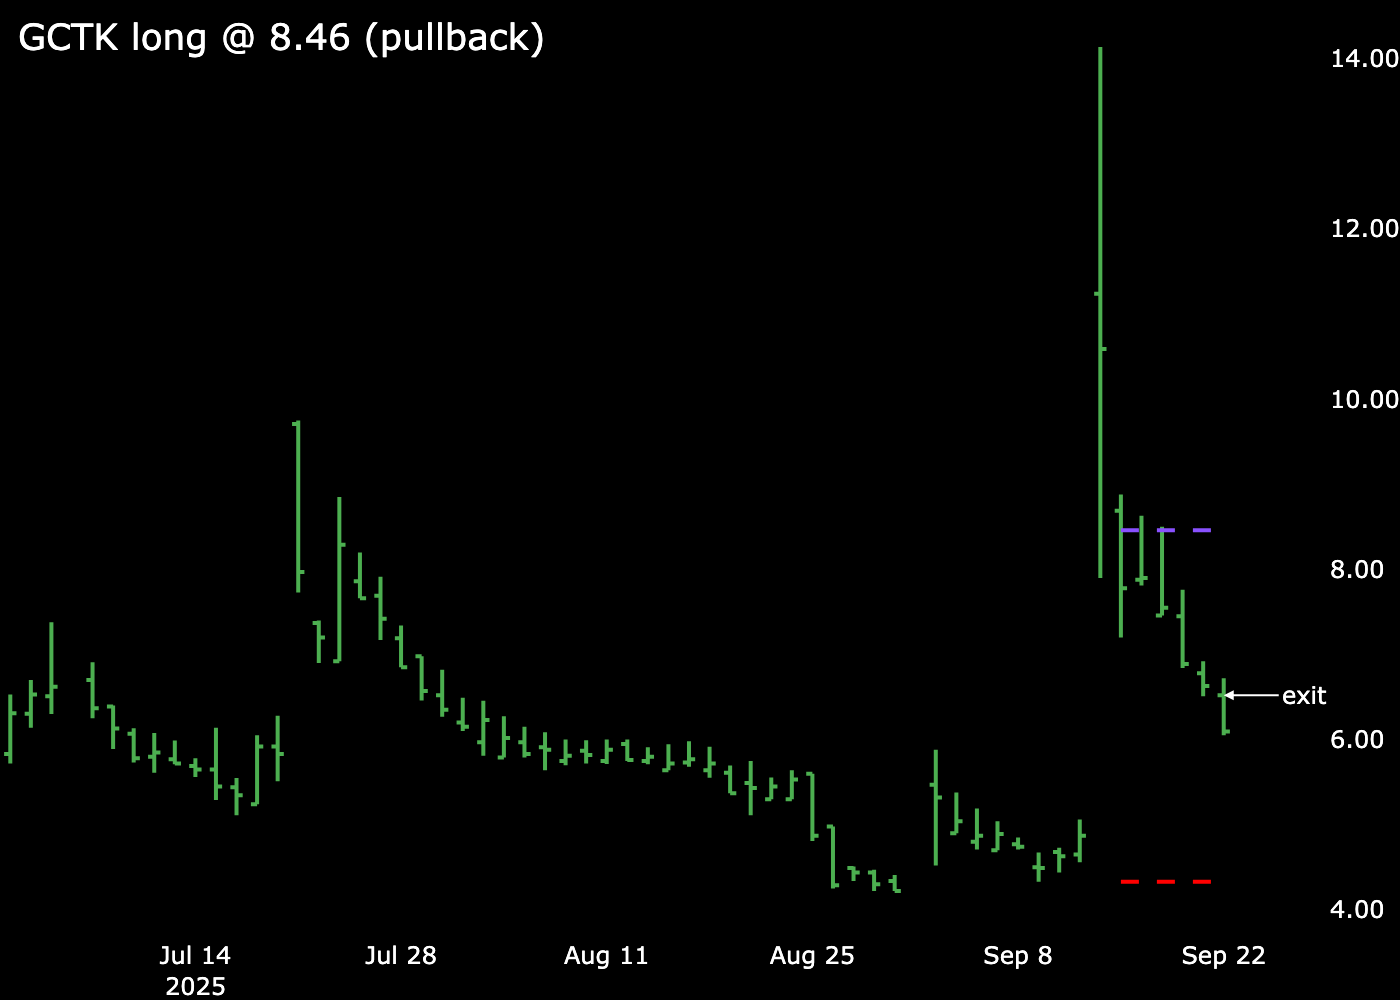 GCTK long @ 8.46 (pullback)
14.00
12.00
10.00
8.00
exit
6.00
4.00
Jul 14
2025
Jul 28
Aug 11
Aug 25
Sep 8
Sep 22